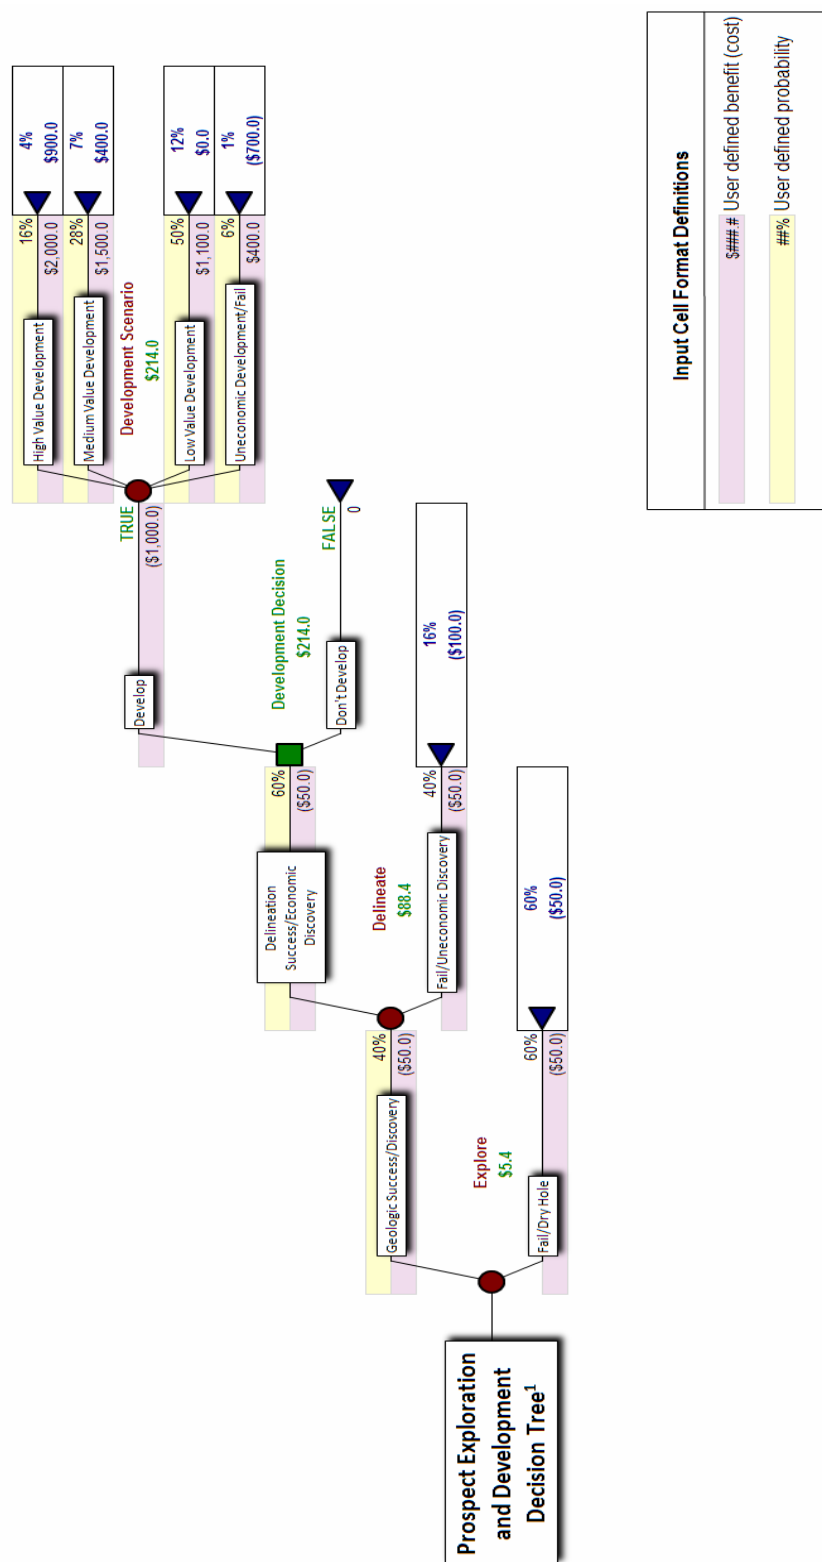 Prospect Exploration
and Development
Decision Tree¹
Explore
$5.4
Geologic Success/Discovery
40%
($50.0)
Fail/Dry Hole
60%
($50.0)
60%
($50.0)
Delineate
$88.4
Delineation
Success/Economic
Discovery
60%
($50.0)
Fail/Uneconomic Discovery
40%
($50.0)
16%
($100.0)
Development Decision
$214.0
Develop
TRUE
($1,000.0)
Don't Develop
FALSE
0
Development Scenario
$214.0
High Value Development
16%
$2,000.0
4%
$900.0
Medium Value Development
28%
$1,500.0
7%
$400.0
Low Value Development
50%
$1,100.0
12%
$0.0
Uneconomic Development/Fail
6%
$400.0
1%
($700.0)
Input Cell Format Definitions
$###.# User defined benefit (cost)
##% User defined probability